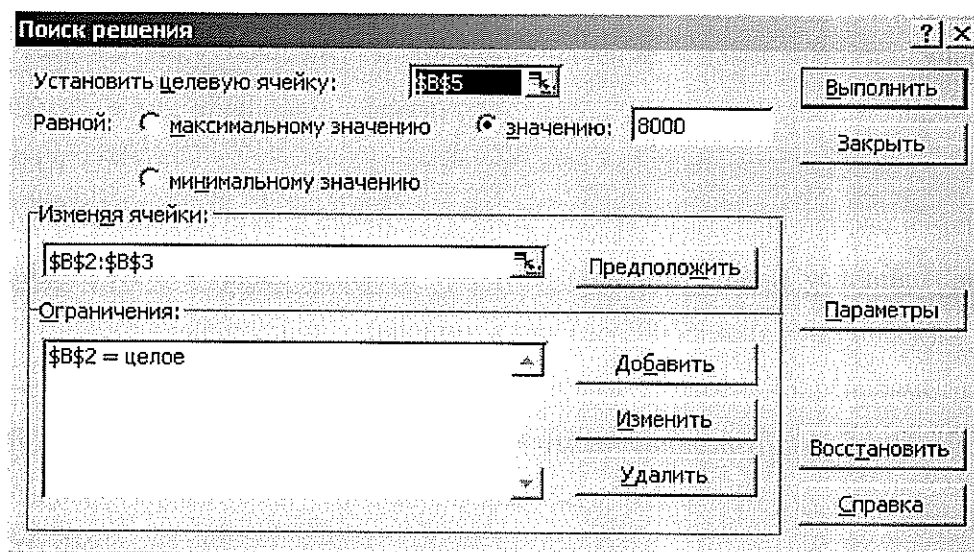 Поиск решения
Установить целевую ячейку: $B$5
Выполнить
Равной: максимальному значению значению: 8000
Закрыть
минимальному значению
Изменяя ячейки:
$B$2:$B$3
Предположить
Ограничения:
Параметры
$B$2 = целое
Добавить
Изменить
Удалить
Восстановить
Справка